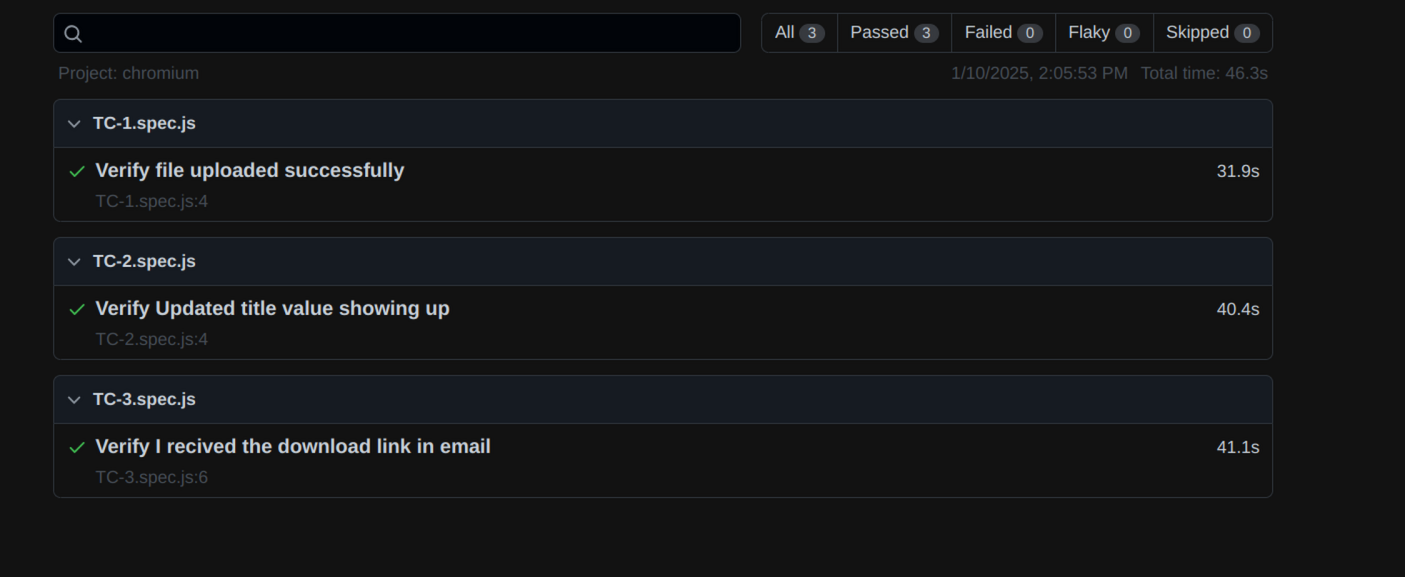 All 3 Passed 3 Failed 0 Flaky 0 Skipped 0
Project: chromium 1/10/2025, 2:05:53 PM Total time: 46.3s
TC-1.spec.js
Verify file uploaded successfully 31.9s
TC-1.spec.js:4
TC-2.spec.js
Verify Updated title value showing up 40.4s
TC-2.spec.js:4
TC-3.spec.js
Verify I recived the download link in email 41.1s
TC-3.spec.js:6